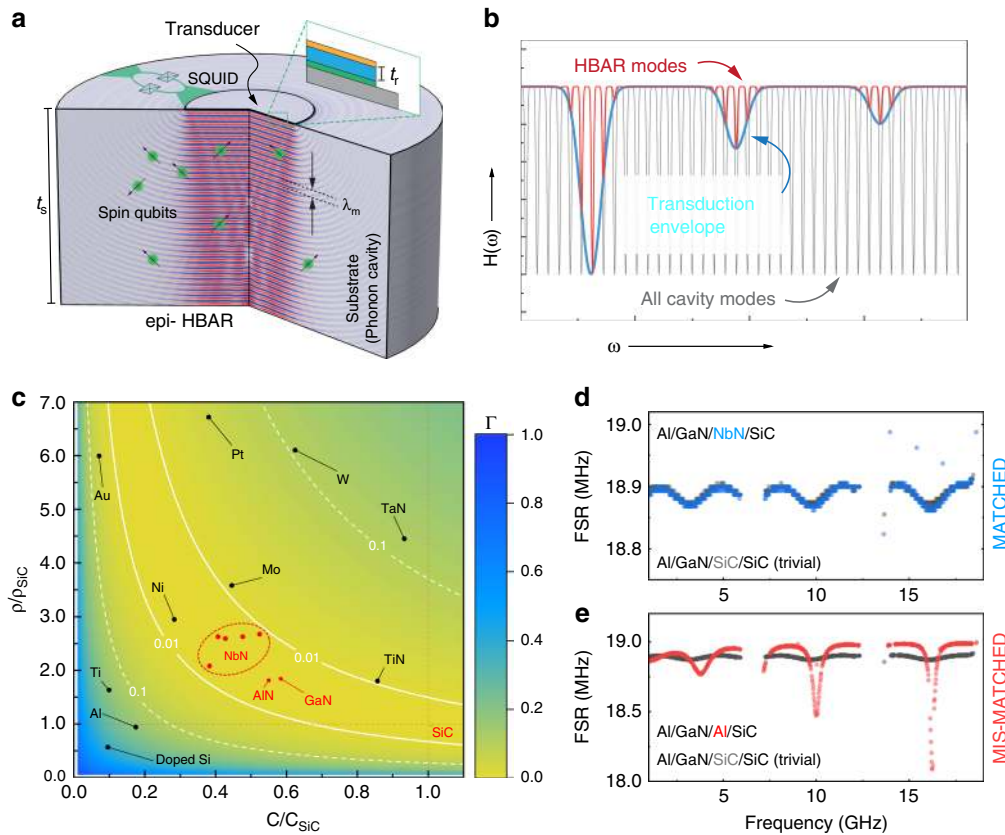 a
Transducer
SQUID
tᵣ
tₛ
Spin qubits
λₘ
Substrate
(Phonon cavity)
epi- HBAR
b
HBAR modes
Transduction
envelope
All cavity modes
H(ω)
ω
c
7.0
6.0
5.0
4.0
3.0
2.0
1.0
0.0
ρ/ρSiC
0.0
0.2
0.4
0.6
0.8
1.0
C/CSiC
Au
Pt
W
TaN
0.1
Mo
Ni
0.01
0.01
NbN
TiN
AlN
GaN
Ti
0.1
Al
SiC
Doped Si
Γ
1.0
0.8
0.6
0.4
0.2
0.0
d
19.0
18.9
18.8
FSR (MHz)
Al/GaN/NbN/SiC
Al/GaN/SiC/SiC (trivial)
5
10
15
MATCHED
e
19.0
18.5
18.0
FSR (MHz)
Al/GaN/Al/SiC
Al/GaN/SiC/SiC (trivial)
5
10
15
Frequency (GHz)
MIS-MATCHED